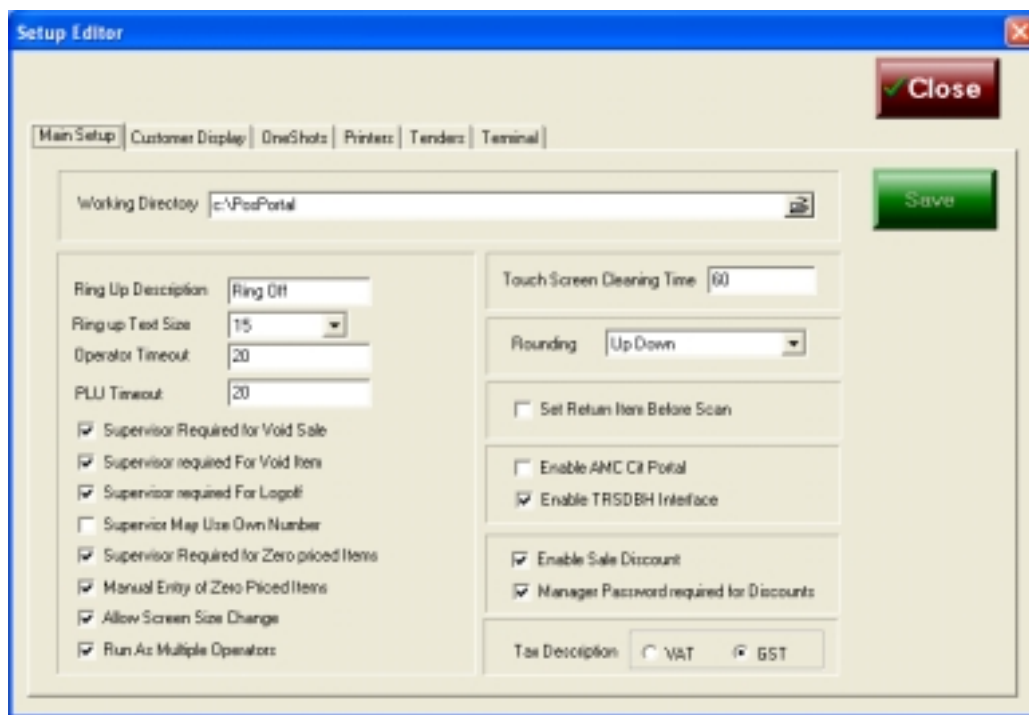 Setup Editor
Close
Main Setup Customer Display OneShots Printers Tenders Terminal
Working Directory c:\PosPortal
Save
Ring Up Description Ring Off
Ring up Text Size 15
Operator Timeout 20
PLU Timeout 20
Supervisor Required for Void Sale
Supervisor required For Void Item
Supervisor required For Logoff
Supervior May Use Own Number
Supervisor Required for Zero priced Items
Manual Entry of Zero Priced Items
Allow Screen Size Change
Run As Multiple Operators
Touch Screen Cleaning Time 60
Rounding Up Down
Set Return Item Before Scan
Enable AMC Cit Portal
Enable TRSDBH Interface
Enable Sale Discount
Manager Password required for Discounts
Tax Description VAT GST